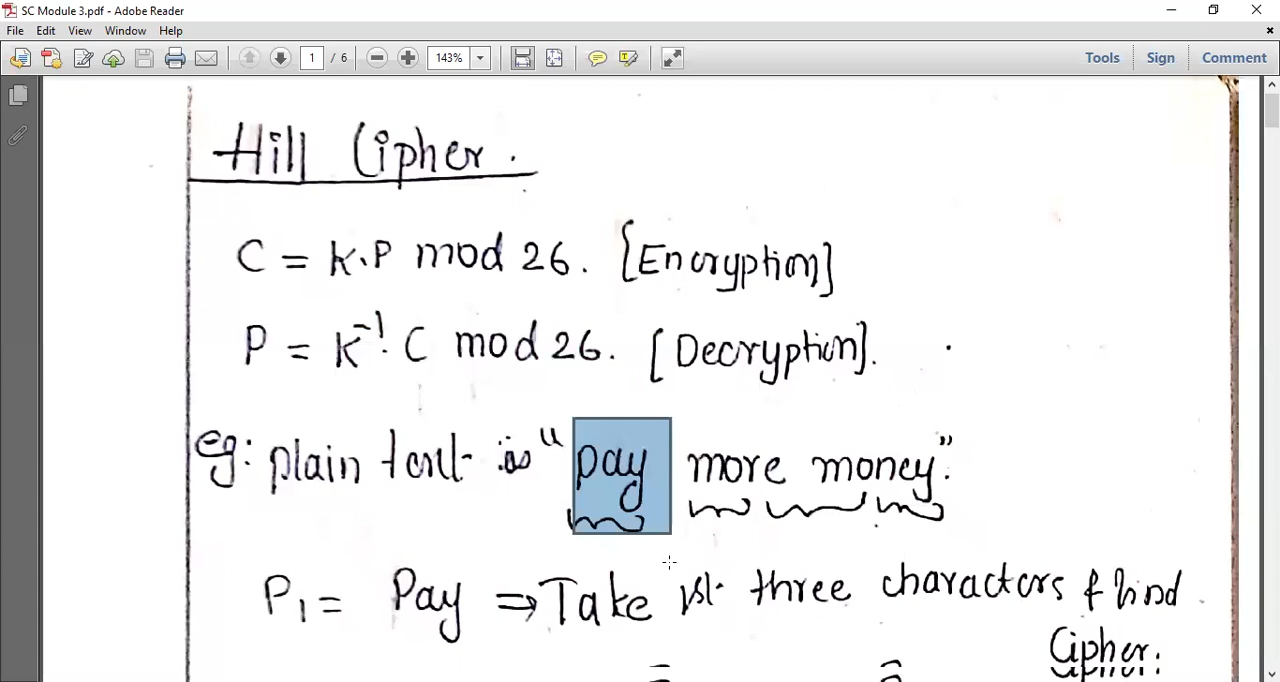 SC Module 3.pdf - Adobe Reader
File Edit View Window Help
1 / 6 143% Tools Sign Comment
Hill Cipher.
C = K.P mod 26. [Encryption]
P = K⁻¹. C mod 26. [Decryption].
eg: plain text is "pay more money".
P₁ = Pay ⇒ Take 1st three charactors & find
Cipher.